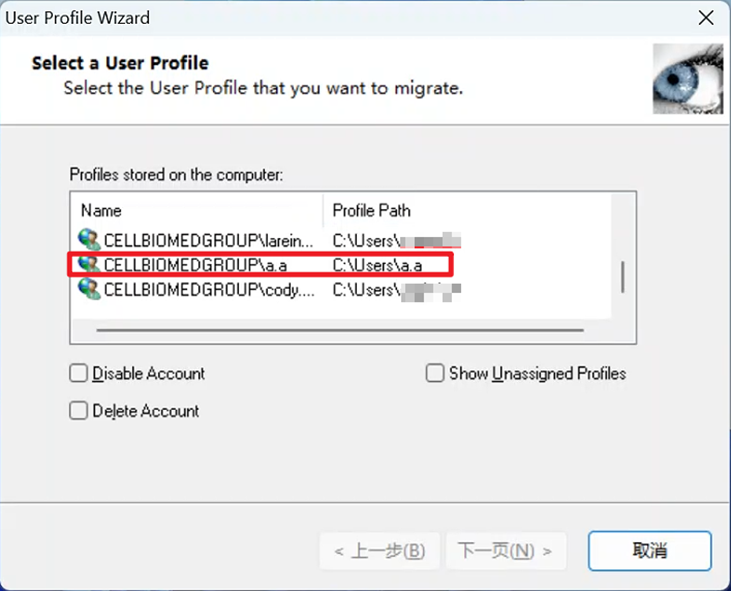 User Profile Wizard
Select a User Profile
Select the User Profile that you want to migrate.
Profiles stored on the computer:
Name Profile Path
CELLBIOMEDGROUP\larein... C:\Users\
CELLBIOMEDGROUP\a.a C:\Users\a.a
CELLBIOMEDGROUP\cody.... C:\Users\
Disable Account Show Unassigned Profiles
Delete Account
< 上一步(B) 下一页(N) > 取消